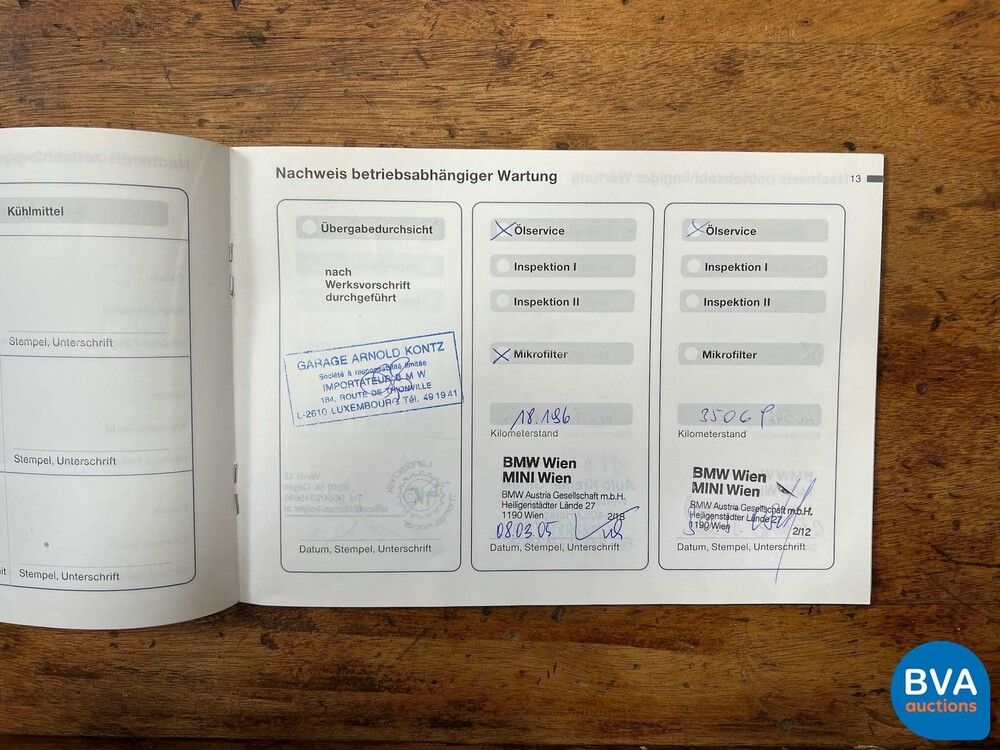 Kühlmittel
Stempel, Unterschrift
Stempel, Unterschrift
Stempel, Unterschrift
Nachweis betriebsabhängiger Wartung
13
Übergabedurchsicht
nach
Werksvorschrift
durchgeführt
GARAGE ARNOLD KONTZ
Société à responsabilité limitée
IMPORTATEUR B M W
184, ROUTE DE THIONVILLE
L-2610 LUXEMBOURG Tél. 49 19 41
Datum, Stempel, Unterschrift
Ölservice
Inspektion I
Inspektion II
Mikrofilter
18.196
Kilometerstand
BMW Wien
MINI Wien
BMW Austria Gesellschaft m.b.H.
Heiligenstädter Lände 27
1190 Wien
08.03.05
Datum, Stempel, Unterschrift
Ölservice
Inspektion I
Inspektion II
Mikrofilter
Kilometerstand
BMW Wien
MINI Wien
BMW Austria Gesellschaft m.b.H.
Heiligenstädter Lände 27
1190 Wien
2/12
Datum, Stempel, Unterschrift
BVA
auctions